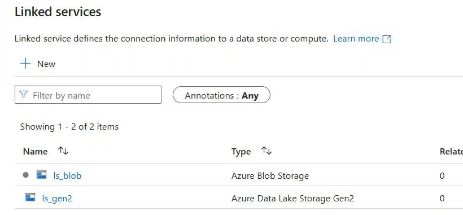 Linked services
Linked service defines the connection information to a data store or compute. Learn more
New
Filter by name
Annotations : Any
Showing 1 - 2 of 2 items
Name Type Relate
ls_blob Azure Blob Storage 0
ls_gen2 Azure Data Lake Storage Gen2 0